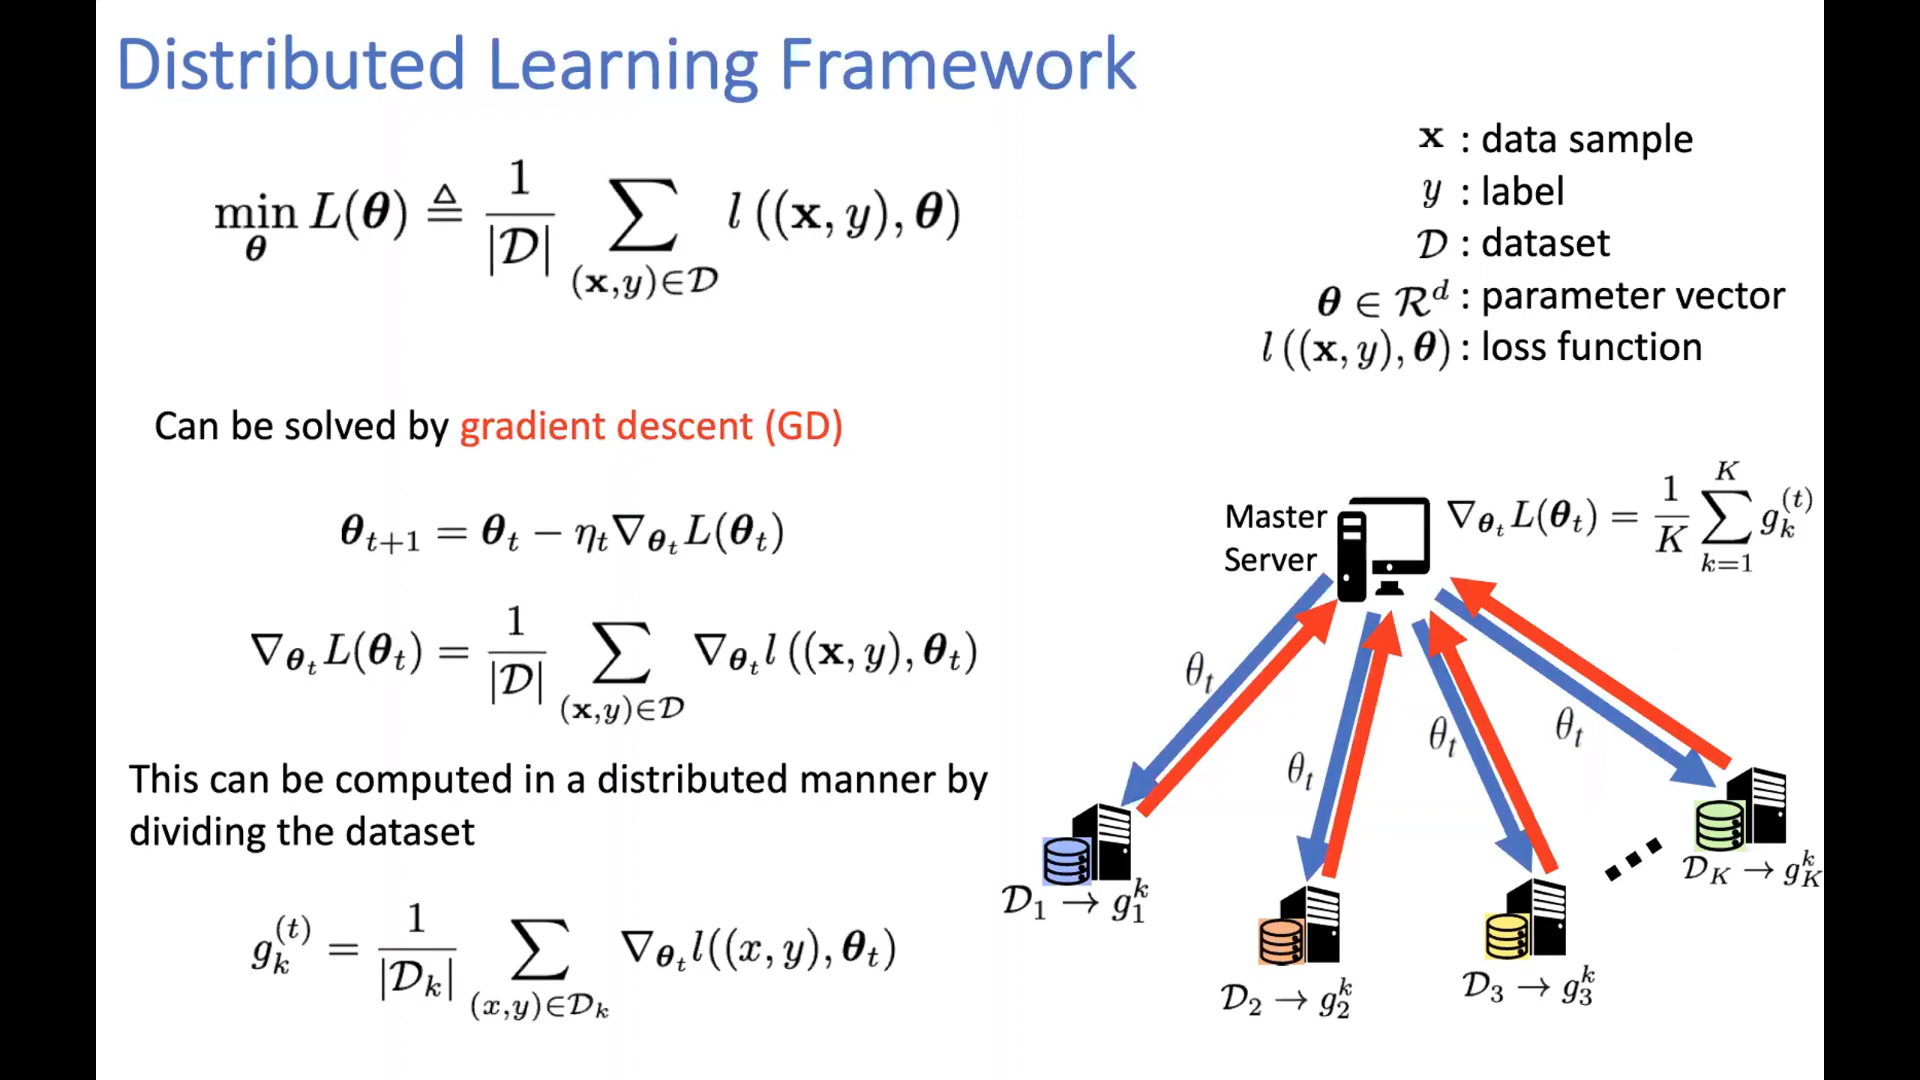 Distributed Learning Framework
min_θ L(θ) ≜ 1/|𝒟| ∑_{(x,y)∈𝒟} l((x, y), θ)
x : data sample
y : label
𝒟 : dataset
θ ∈ ℛ^d : parameter vector
l((x, y), θ) : loss function
Can be solved by gradient descent (GD)
θ_{t+1} = θ_t − η_t ∇_{θ_t} L(θ_t)
∇_{θ_t} L(θ_t) = 1/|𝒟| ∑_{(x,y)∈𝒟} ∇_{θ_t} l((x, y), θ_t)
This can be computed in a distributed manner by
dividing the dataset
g_k^{(t)} = 1/|𝒟_k| ∑_{(x,y)∈𝒟_k} ∇_{θ_t} l((x, y), θ_t)
Master
Server
∇_{θ_t} L(θ_t) = 1/K ∑_{k=1}^{K} g_k^{(t)}
θ_t
θ_t
θ_t
θ_t
𝒟_1 → g_1^k
𝒟_2 → g_2^k
𝒟_3 → g_3^k
𝒟_K → g_K^k